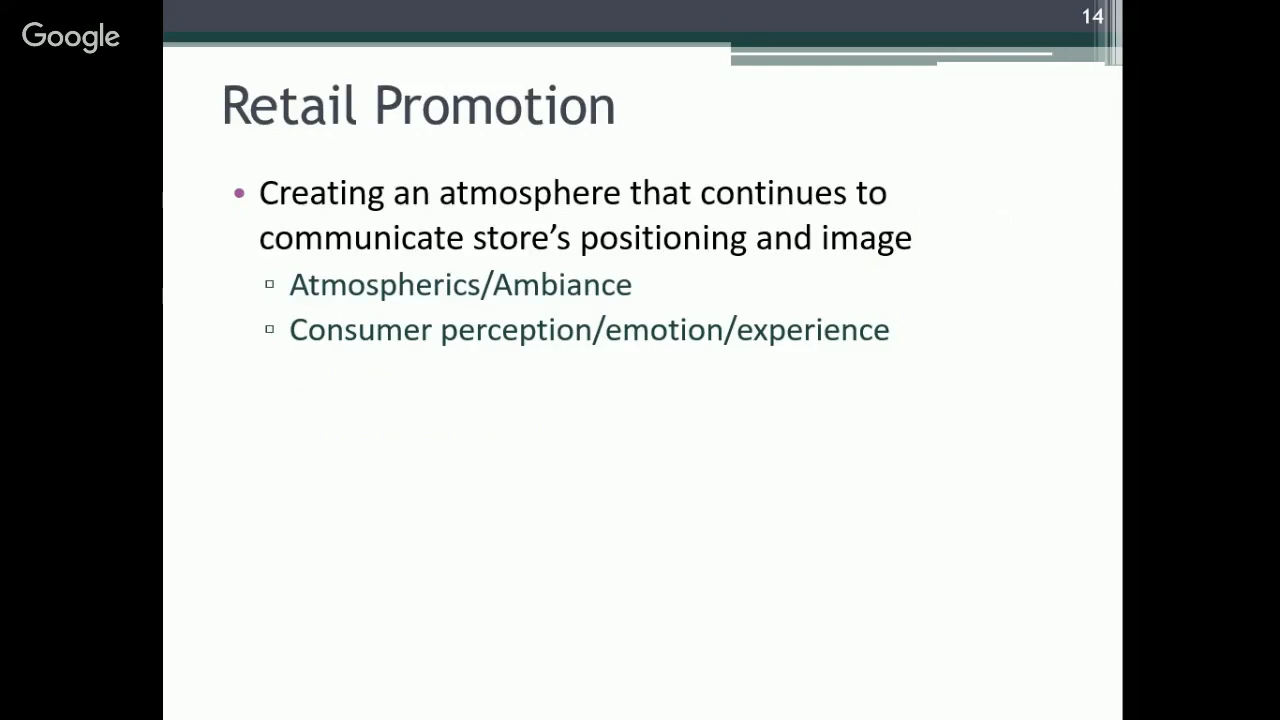 Google
14
Retail Promotion
• Creating an atmosphere that continues to
communicate store’s positioning and image
▫ Atmospherics/Ambiance
▫ Consumer perception/emotion/experience